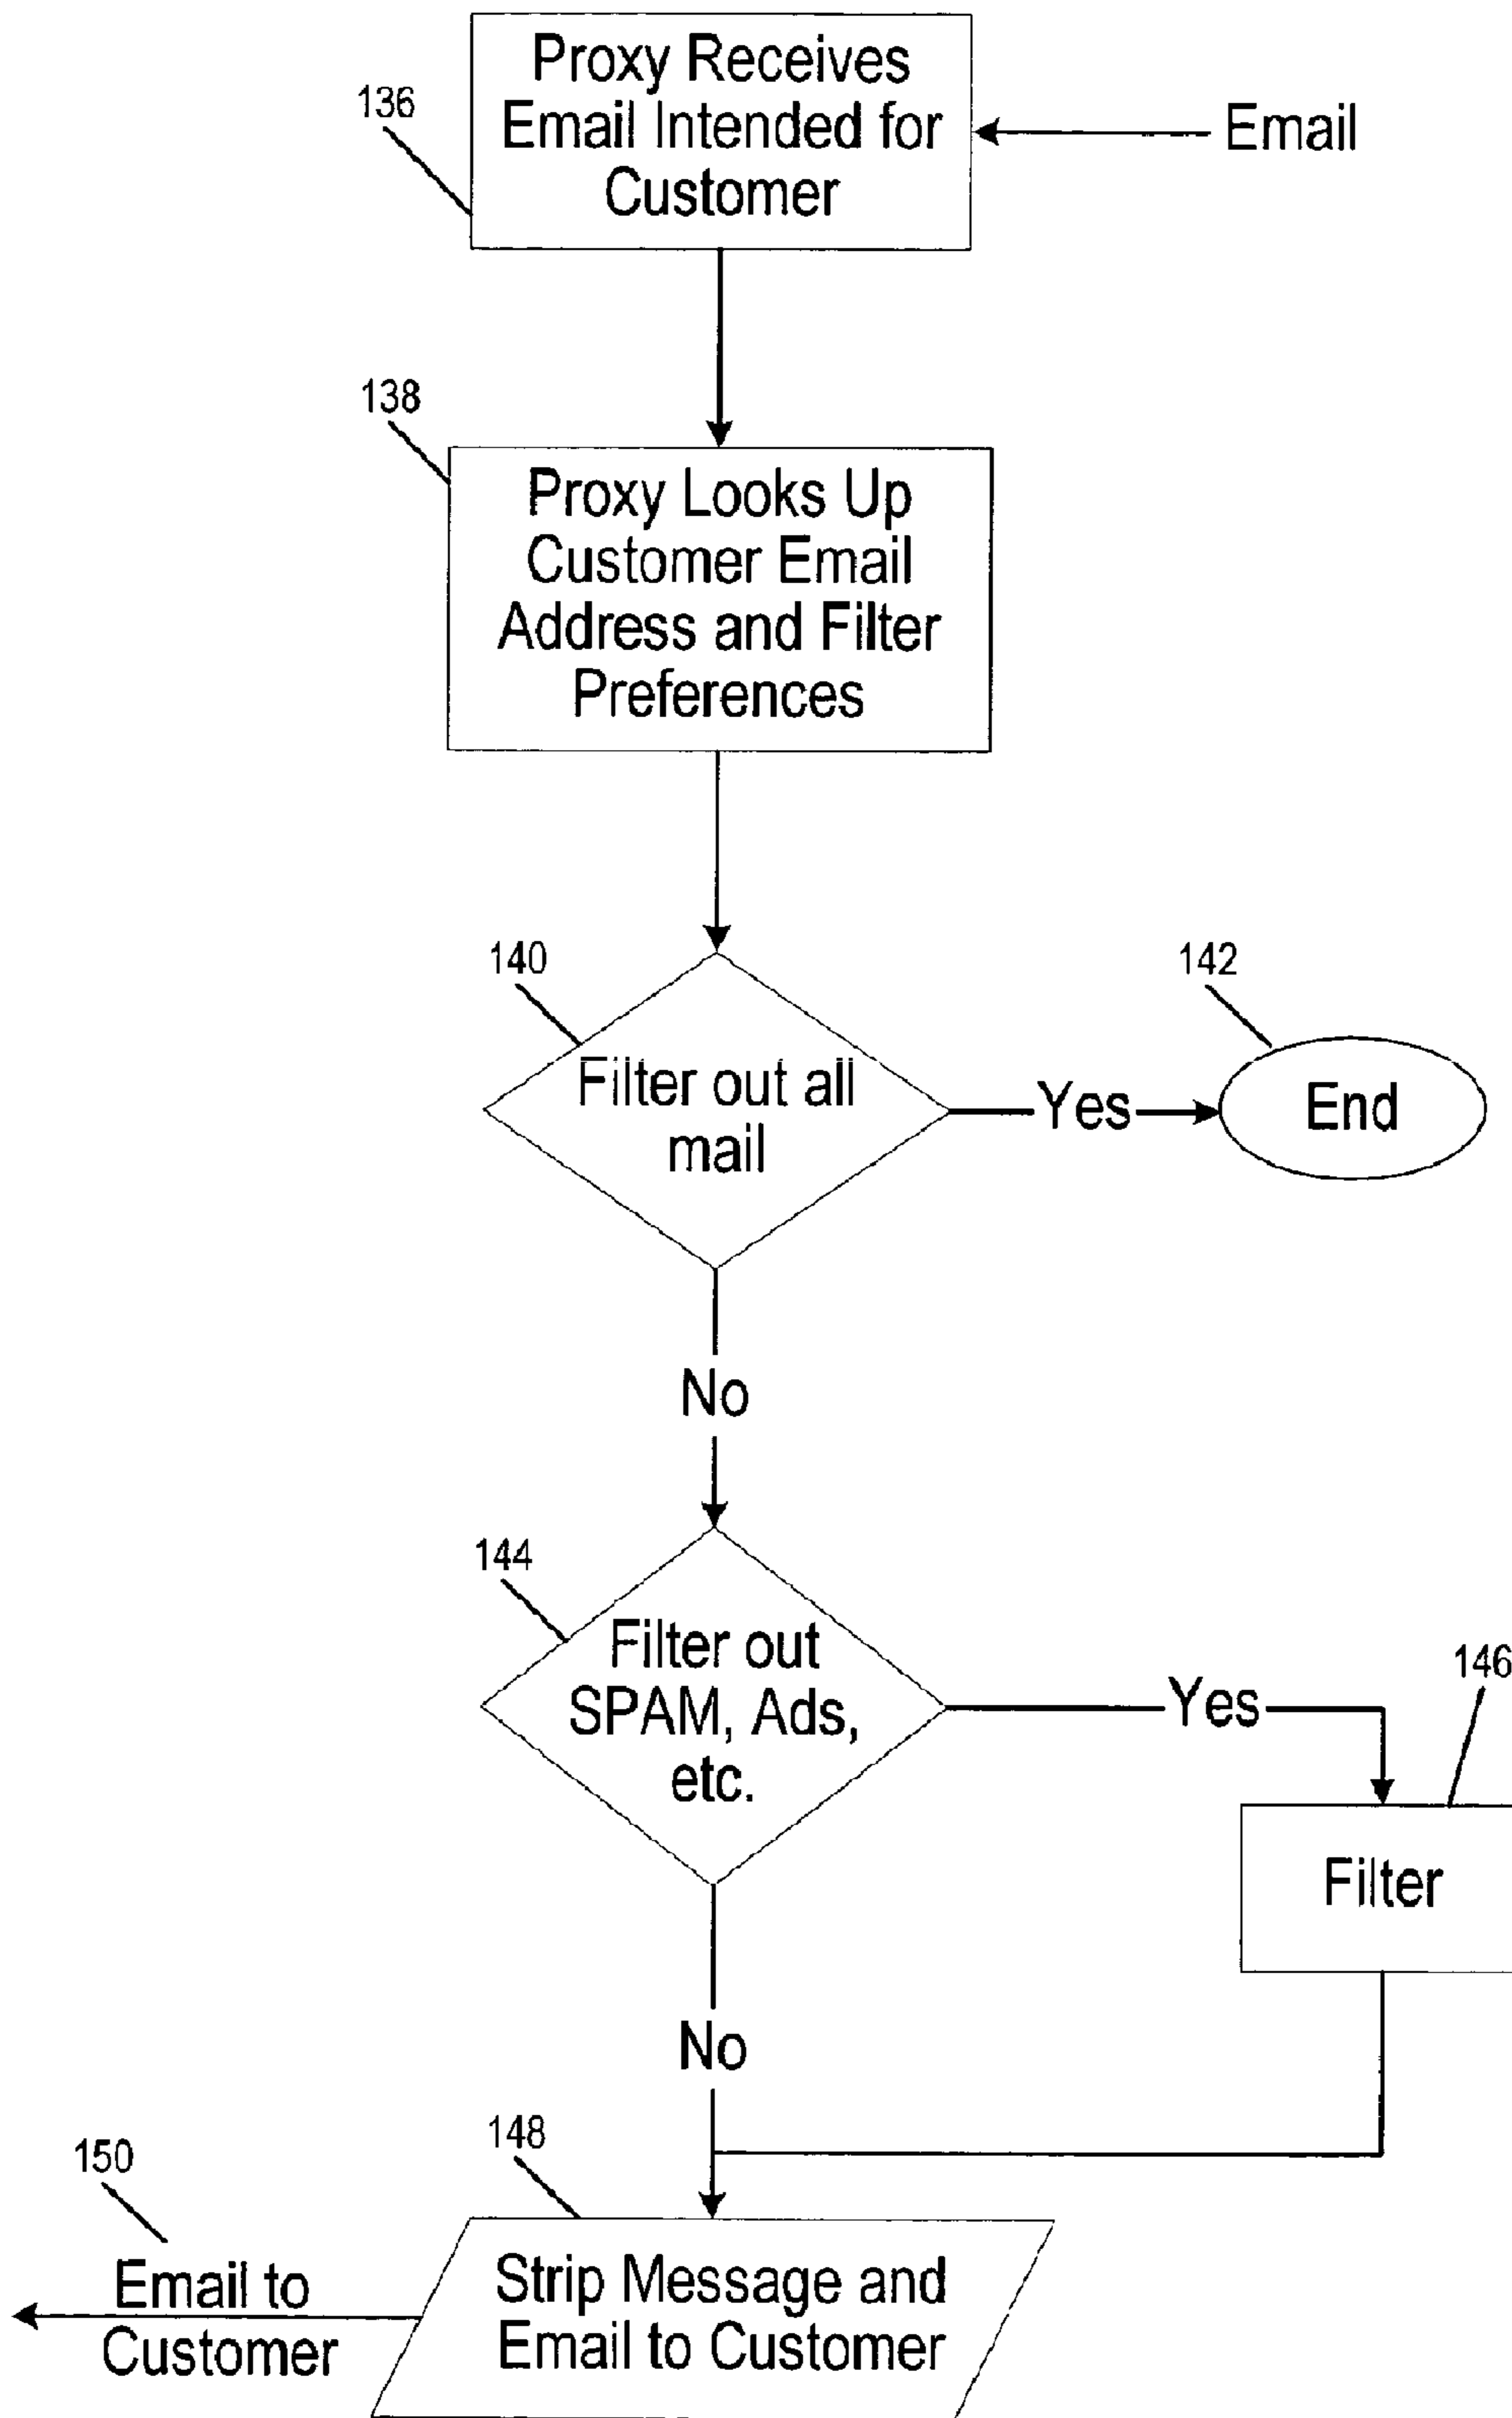 Proxy Receives
Email Intended for
Customer
136
Email
138
Proxy Looks Up
Customer Email
Address and Filter
Preferences
140
142
Filter out all
mail
Yes
End
No
144
Filter out
SPAM, Ads,
etc.
Yes
146
Filter
No
148
150
Email to
Customer
Strip Message and
Email to Customer